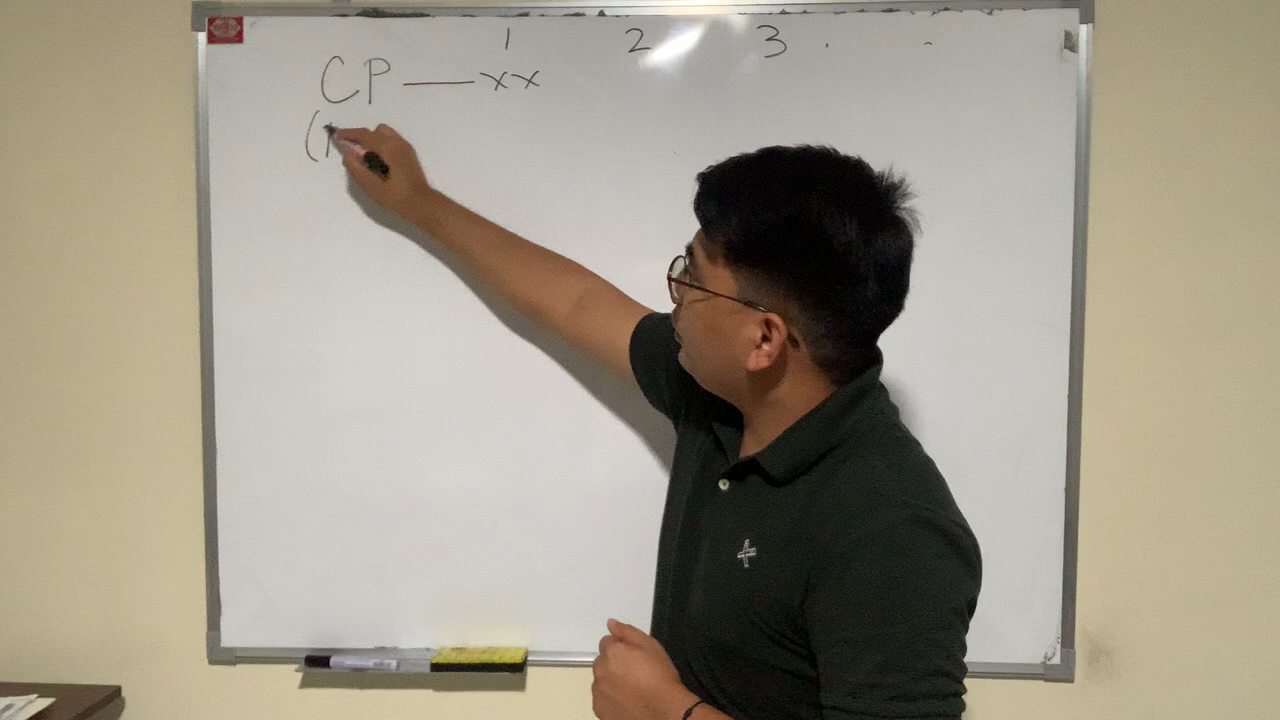 1 2 3 . .
CP — xx
(